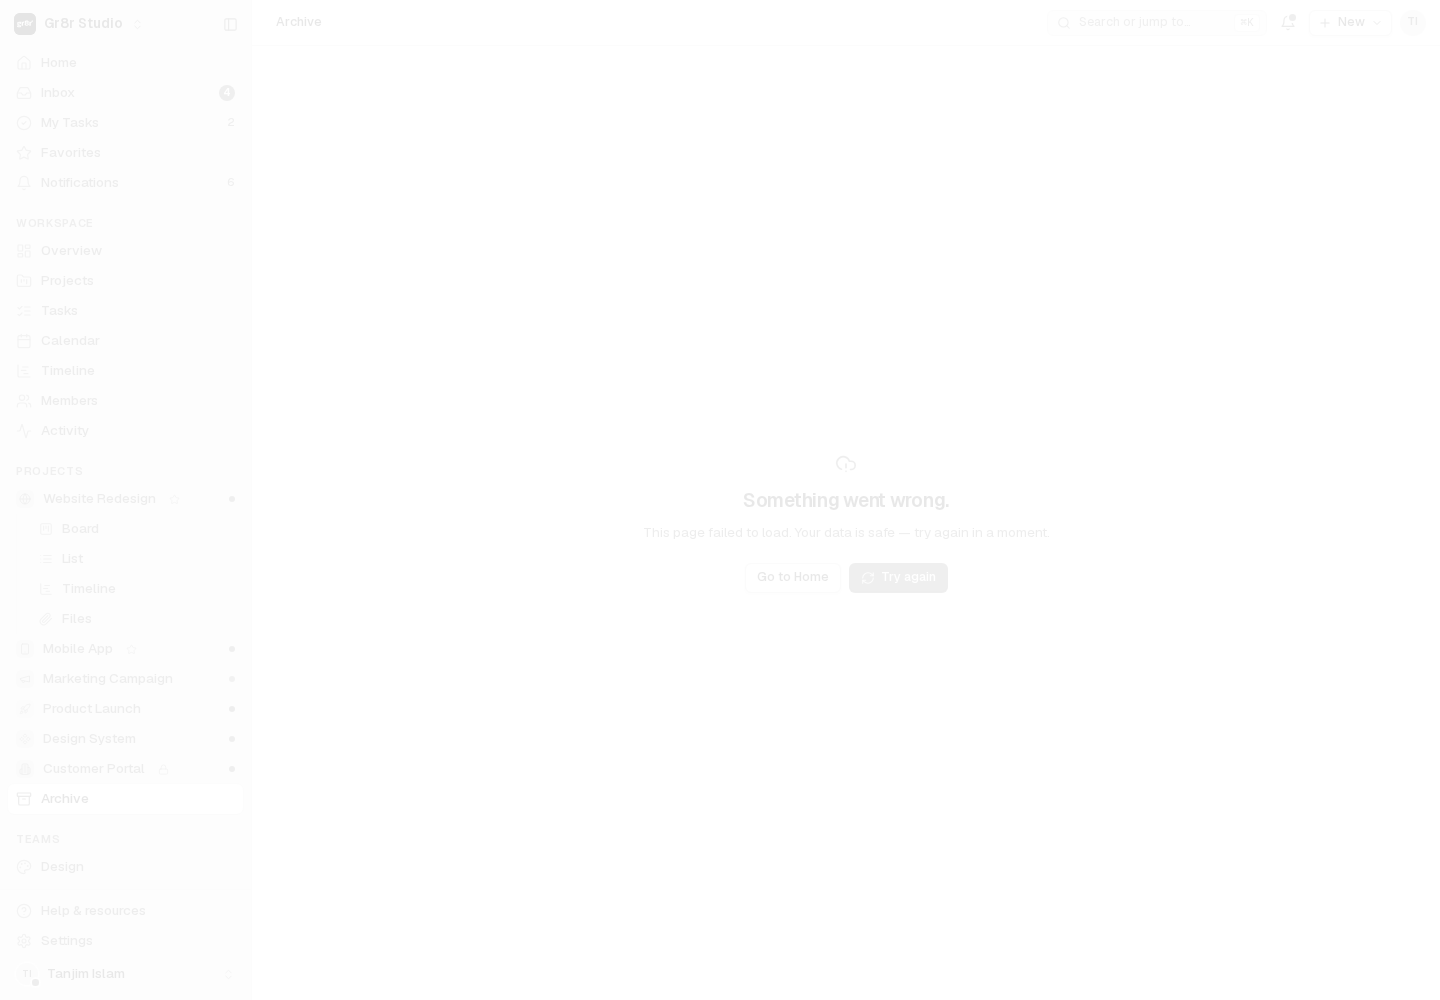 gr8r
Gr8r Studio
Archive
Search or jump to...
⌘K
New
TI
Home
Inbox
4
My Tasks
2
Favorites
Notifications
6
WORKSPACE
Overview
Projects
Tasks
Calendar
Timeline
Members
Activity
PROJECTS
Website Redesign
Board
List
Timeline
Files
Mobile App
Marketing Campaign
Product Launch
Design System
Customer Portal
Archive
TEAMS
Design
Help & resources
Settings
TI
Tanjim Islam
Something went wrong.
This page failed to load. Your data is safe — try again in a moment.
Go to Home
Try again